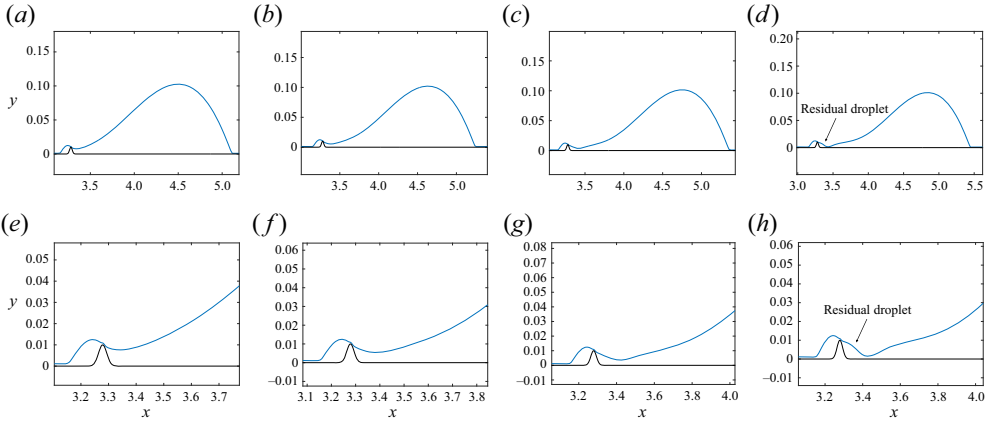 (a) (b) (c) (d)
0.15 0.15 0.15 0.20
0.15
y 0.10 0.10 0.10 0.10
Residual droplet
0.05 0.05 0.05 0.05
0 0 0 0
3.5 4.0 4.5 5.0 3.5 4.0 4.5 5.0 3.5 4.0 4.5 5.0 3.0 3.5 4.0 4.5 5.0 5.5
(e) (f) (g) (h)
0.05 0.06 0.08 0.06
0.04 0.05 0.07 0.05
0.03 0.04 0.06 0.04
y 0.02 0.03 0.05 0.03 Residual droplet
0.01 0.02 0.04 0.02
0 0.01 0.03 0.01
0 0.02 0
−0.01 0.01 −0.01
0
−0.01
3.2 3.3 3.4 3.5 3.6 3.7 3.1 3.2 3.3 3.4 3.5 3.6 3.7 3.8 3.2 3.4 3.6 3.8 4.0 3.2 3.4 3.6 3.8 4.0
x x x x